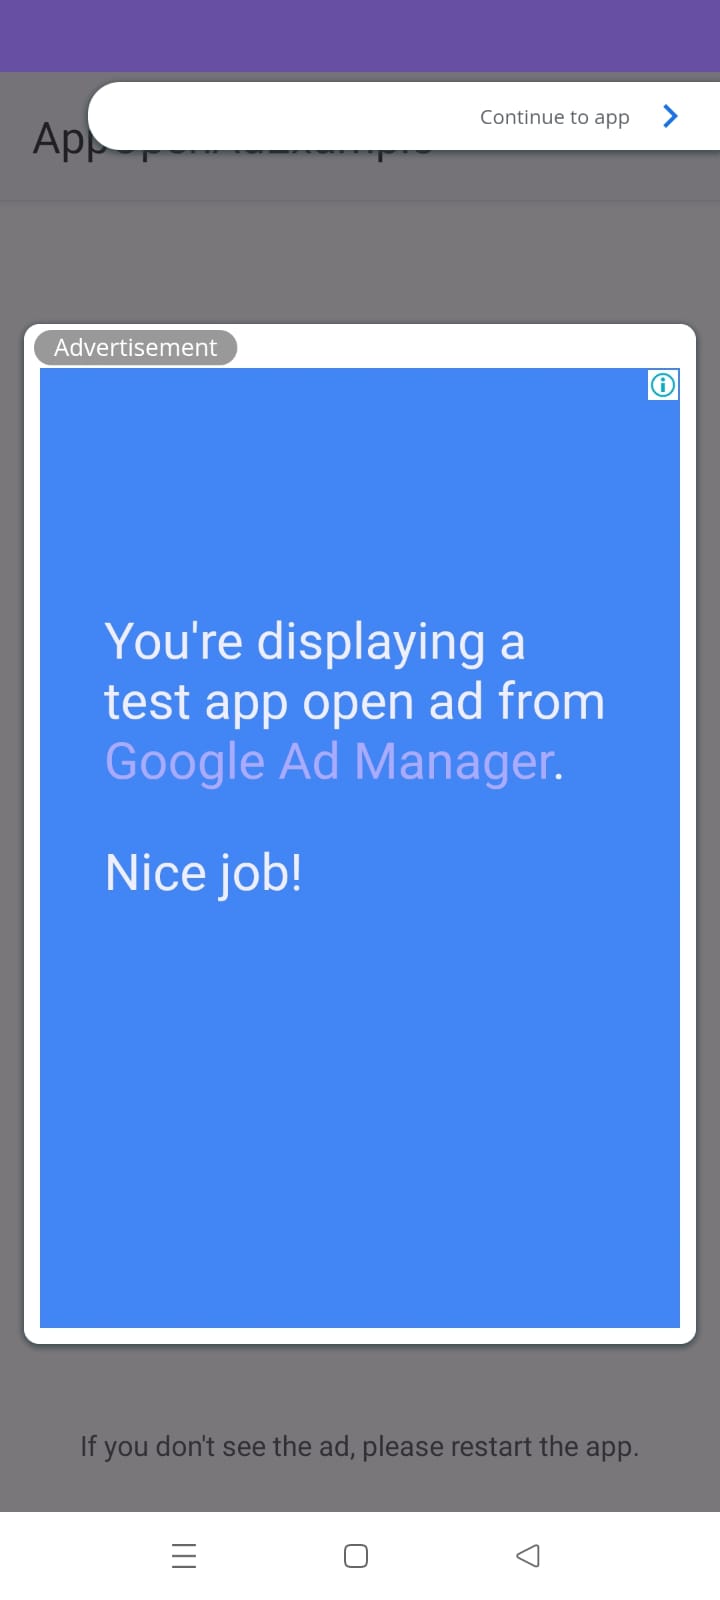 Continue to app
App
Advertisement
You're displaying a
test app open ad from
Google Ad Manager.
Nice job!
If you don't see the ad, please restart the app.